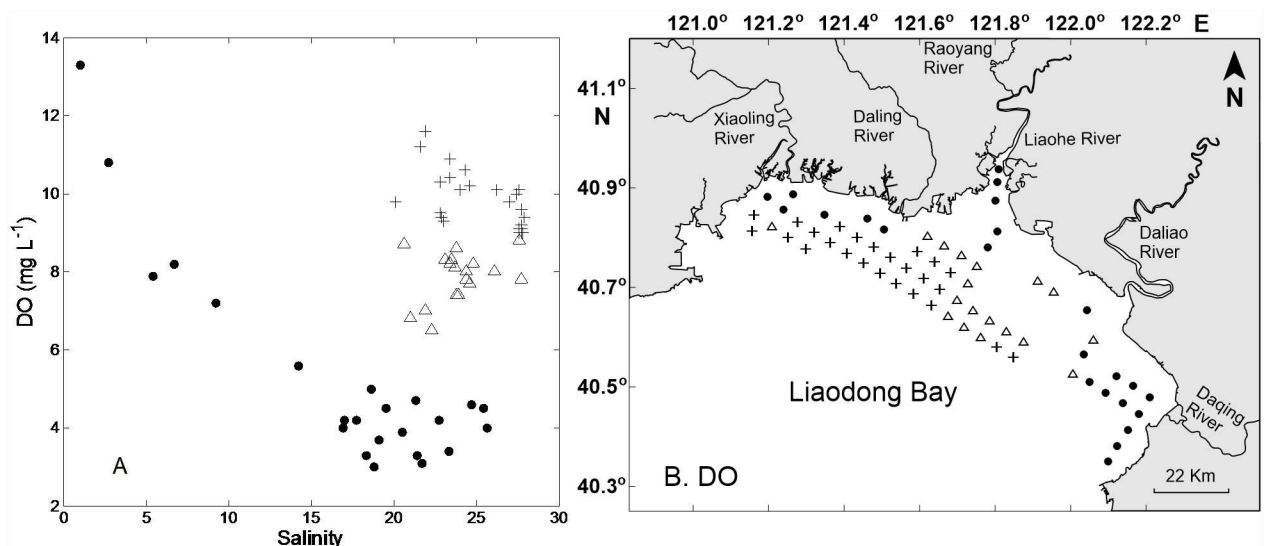 14
12
10
8
6
4
2
DO (mg L⁻¹)
0 5 10 15 20 25 30
Salinity
A
121.0° 121.2° 121.4° 121.6° 121.8° 122.0° 122.2° E
N
41.1°
40.9°
40.7°
40.5°
40.3°
Raoyang
River
Xiaoling
River
Daling
River
Liaohe River
N
Daliao
River
Liaodong Bay
Daqing
River
B. DO
22 Km